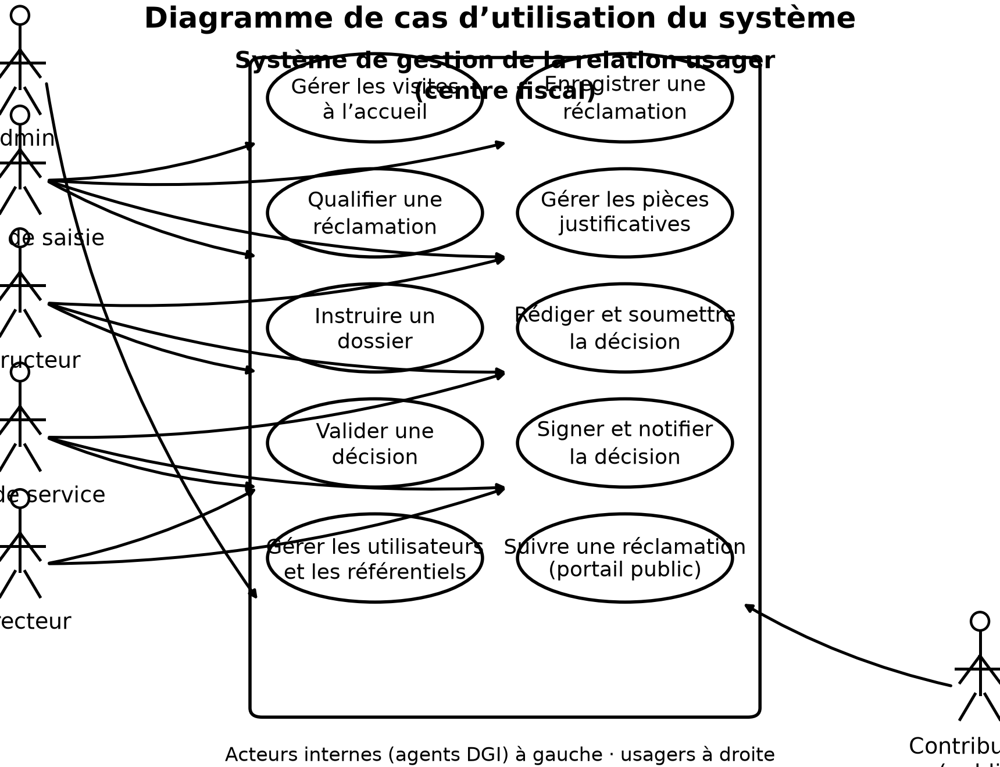 Diagramme de cas d’utilisation du système
Système de gestion de la relation usager
(centre fiscal)
Gérer les visites
à l’accueil
Enregistrer une
réclamation
dmin
Qualifier une
réclamation
Gérer les pièces
justificatives
de saisie
Instruire un
dossier
Rédiger et soumettre
la décision
ructeur
Valider une
décision
Signer et notifier
la décision
de service
Gérer les utilisateurs
et les référentiels
Suivre une réclamation
(portail public)
recteur
Contribu
Acteurs internes (agents DGI) à gauche · usagers à droite